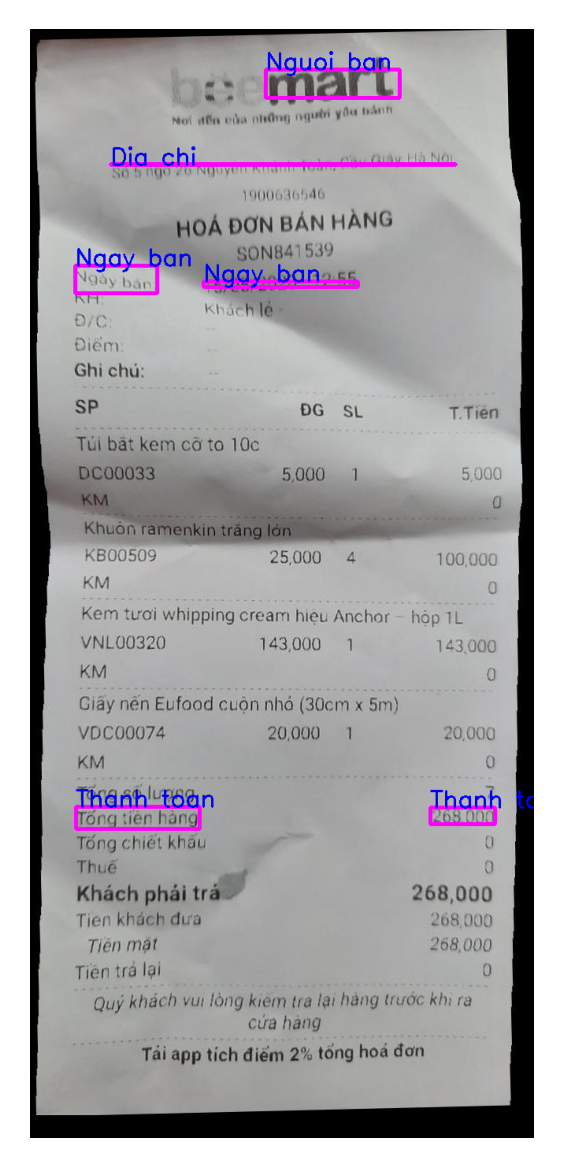 Nguoi ban
beemart
Nơi đến của những người yêu bánh
Dia chi
Số 5 ngõ 26 Nguyễn Khánh Toàn, Cầu Giấy, Hà Nội
1900636546
HOÁ ĐƠN BÁN HÀNG
SON841539
Ngay ban Ngay ban
Ngày bán: 12:55
KH: Khách lẻ -
Đ/C: --
Điểm: --
Ghi chú: --
SP ĐG SL T.Tiền
Túi bắt kem cỡ to 10c
DC00033 5,000 1 5,000
KM 0
Khuôn ramenkin trắng lớn
KB00509 25,000 4 100,000
KM 0
Kem tươi whipping cream hiệu Anchor – hộp 1L
VNL00320 143,000 1 143,000
KM 0
Giấy nến Eufood cuộn nhỏ (30cm x 5m)
VDC00074 20,000 1 20,000
KM 0
Tổng số lượng 7
Thanh toan Thanh to
Tổng tiền hàng 268,000
Tổng chiết khấu 0
Thuế 0
Khách phải trả 268,000
Tiền khách đưa 268,000
Tiền mặt 268,000
Tiền trả lại 0
Quý khách vui lòng kiểm tra lại hàng trước khi ra
cửa hàng
Tải app tích điểm 2% tổng hoá đơn